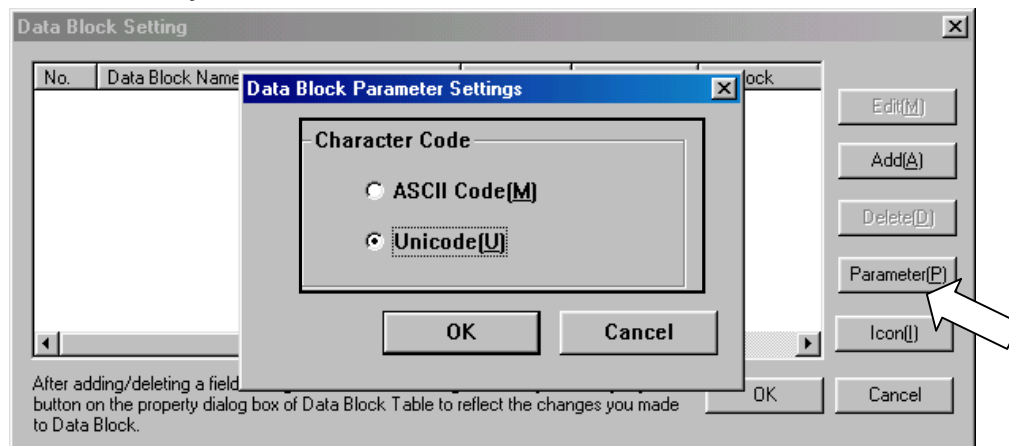 Data Block Setting
No. Data Block Name lock
Data Block Parameter Settings
Character Code
ASCII Code(M)
Unicode(U)
OK Cancel
Edit(M)
Add(A)
Delete(D)
Parameter(P)
Icon(I)
After adding/deleting a field
button on the property dialog box of Data Block Table to reflect the changes you made
to Data Block.
OK Cancel